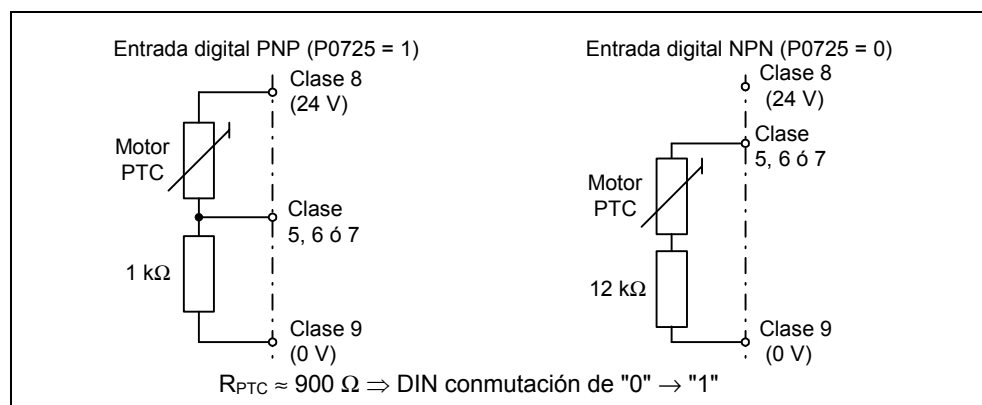 Entrada digital PNP (P0725 = 1)
Clase 8
(24 V)
Motor
PTC
Clase
5, 6 ó 7
1 kΩ
Clase 9
(0 V)
Entrada digital NPN (P0725 = 0)
Clase 8
(24 V)
Clase
5, 6 ó 7
Motor
PTC
12 kΩ
Clase 9
(0 V)
RPTC ≈ 900 Ω ⇒ DIN conmutación de "0" → "1"